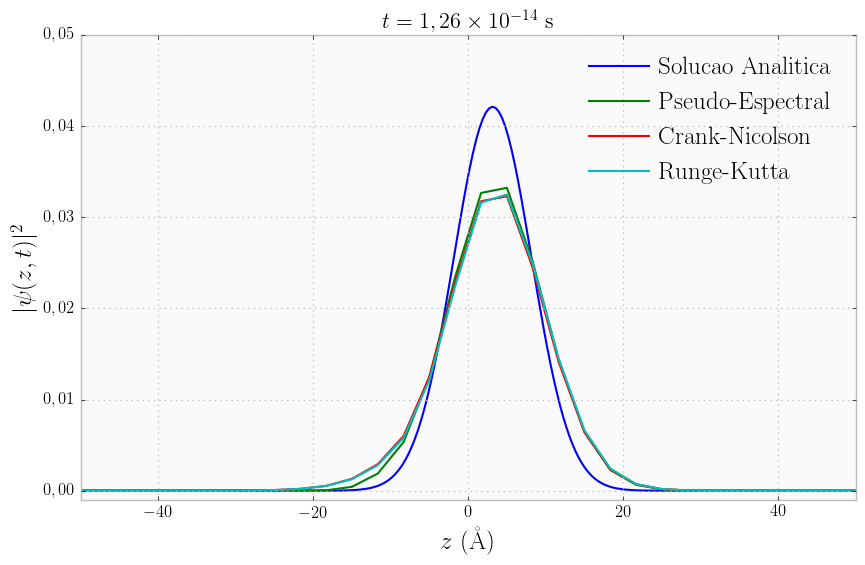 t = 1,26 × 10⁻¹⁴ s
Solucao Analitica
Pseudo-Espectral
Crank-Nicolson
Runge-Kutta
|ψ(z, t)|²
0,05
0,04
0,03
0,02
0,01
0,00
−40 −20 0 20 40
z (Å)